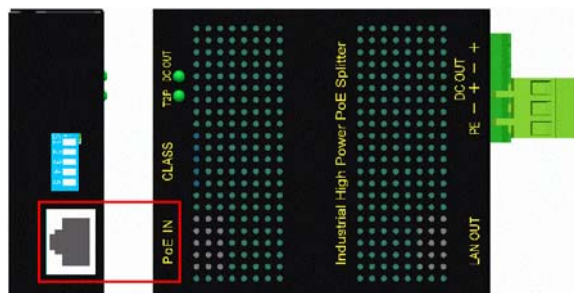 DC OUT
T2P
CLASS
PoE IN
Industrial High Power PoE Splitter
DC OUT
PE − + − +
LAN OUT